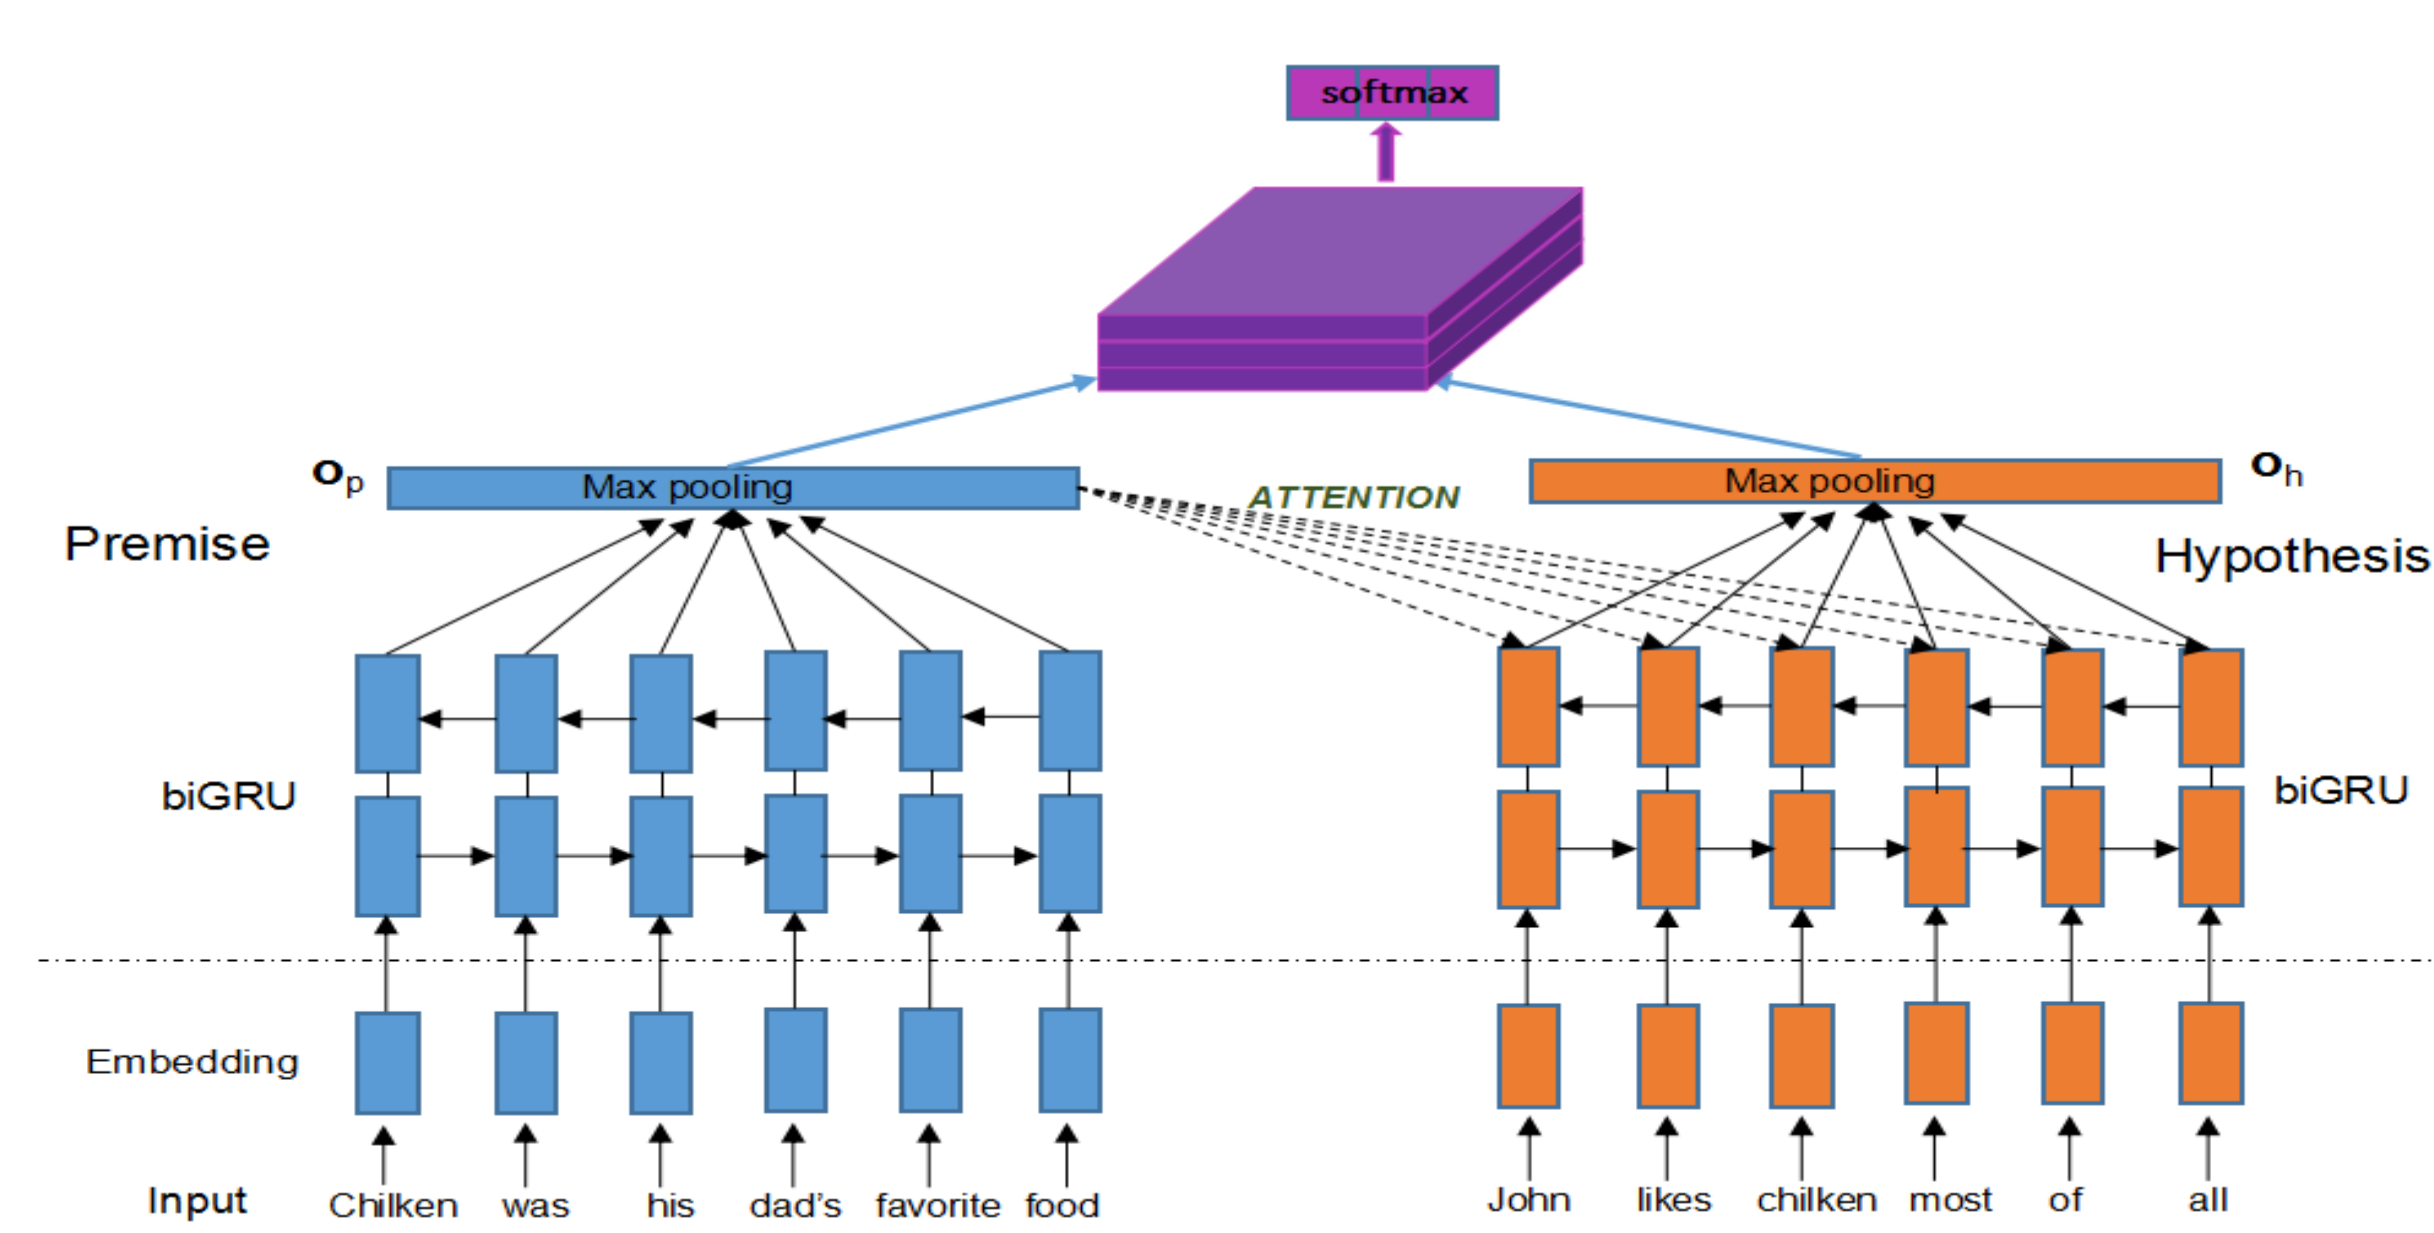 softmax
Max pooling
Max pooling
op
oh
ATTENTION
Premise
Hypothesis
biGRU
biGRU
Embedding
Input
Chilken was his dad's favorite food
John likes chilken most of all